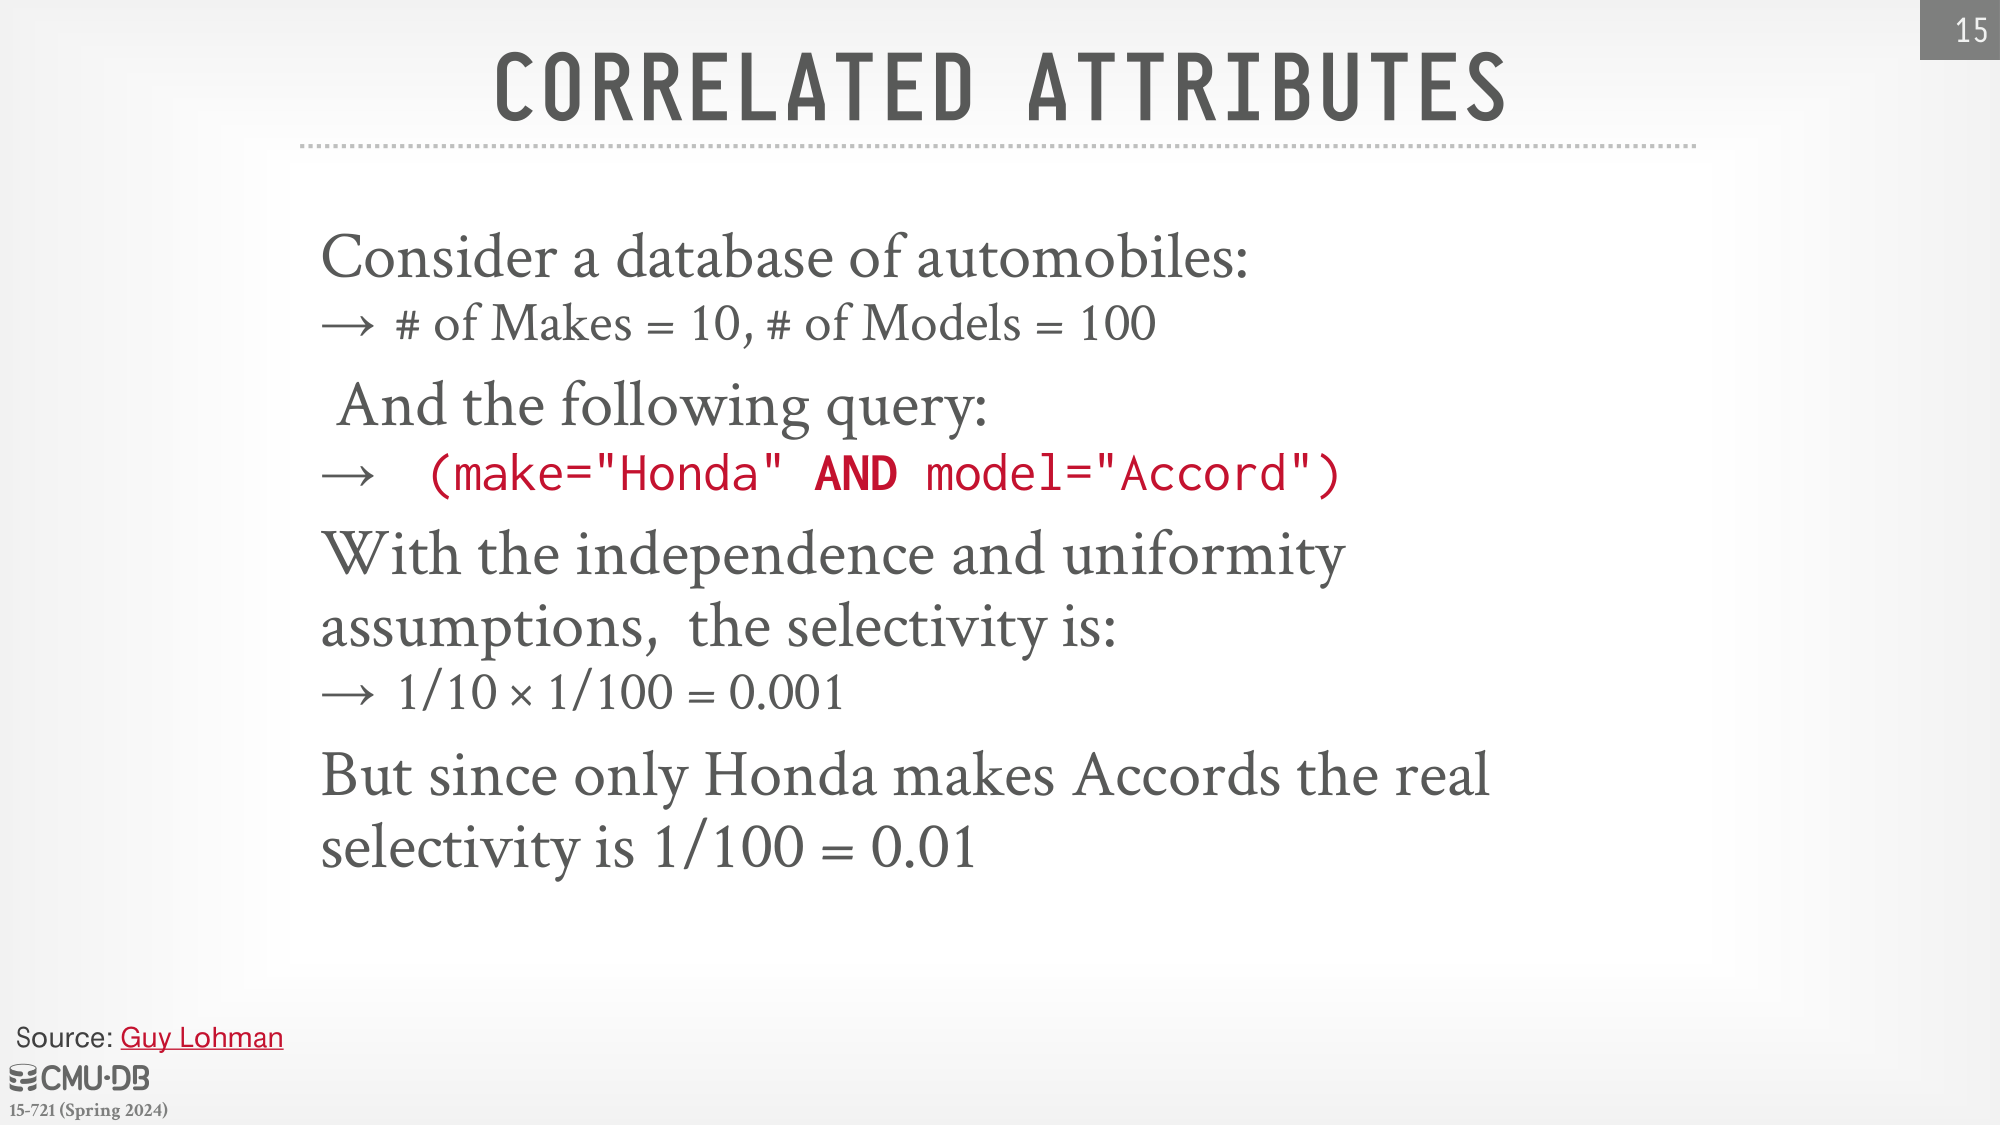 15
CORRELATED ATTRIBUTES
Consider a database of automobiles:
→ # of Makes = 10, # of Models = 100
And the following query:
→ (make="Honda" AND model="Accord")
With the independence and uniformity
assumptions, the selectivity is:
→ 1/10 × 1/100 = 0.001
But since only Honda makes Accords the real
selectivity is 1/100 = 0.01
Source: Guy Lohman
CMU·DB
15-721 (Spring 2024)